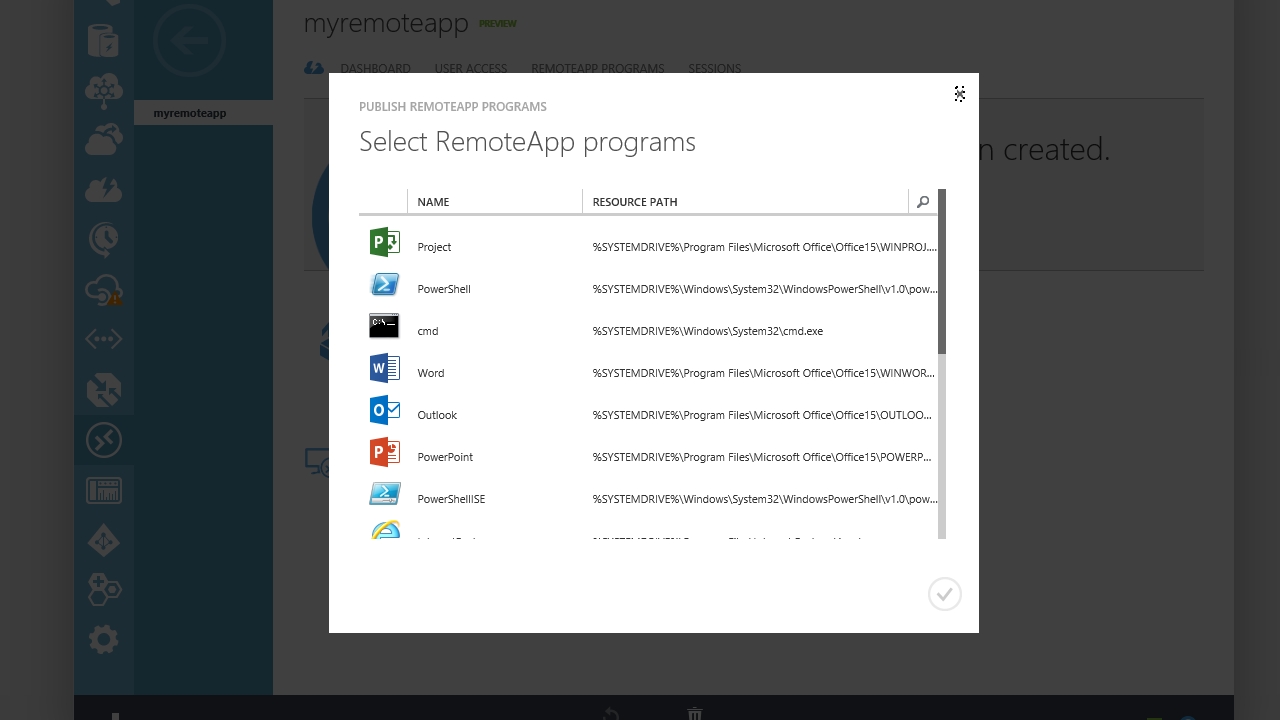 myremoteapp PREVIEW
DASHBOARD USER ACCESS REMOTEAPP PROGRAMS SESSIONS
myremoteapp
n created.
PUBLISH REMOTEAPP PROGRAMS
Select RemoteApp programs
NAME RESOURCE PATH
Project %SYSTEMDRIVE%\Program Files\Microsoft Office\Office15\WINPROJ....
PowerShell %SYSTEMDRIVE%\Windows\System32\WindowsPowerShell\v1.0\pow...
cmd %SYSTEMDRIVE%\Windows\System32\cmd.exe
Word %SYSTEMDRIVE%\Program Files\Microsoft Office\Office15\WINWOR...
Outlook %SYSTEMDRIVE%\Program Files\Microsoft Office\Office15\OUTLOO...
PowerPoint %SYSTEMDRIVE%\Program Files\Microsoft Office\Office15\POWERP...
PowerShellISE %SYSTEMDRIVE%\Windows\System32\WindowsPowerShell\v1.0\pow...